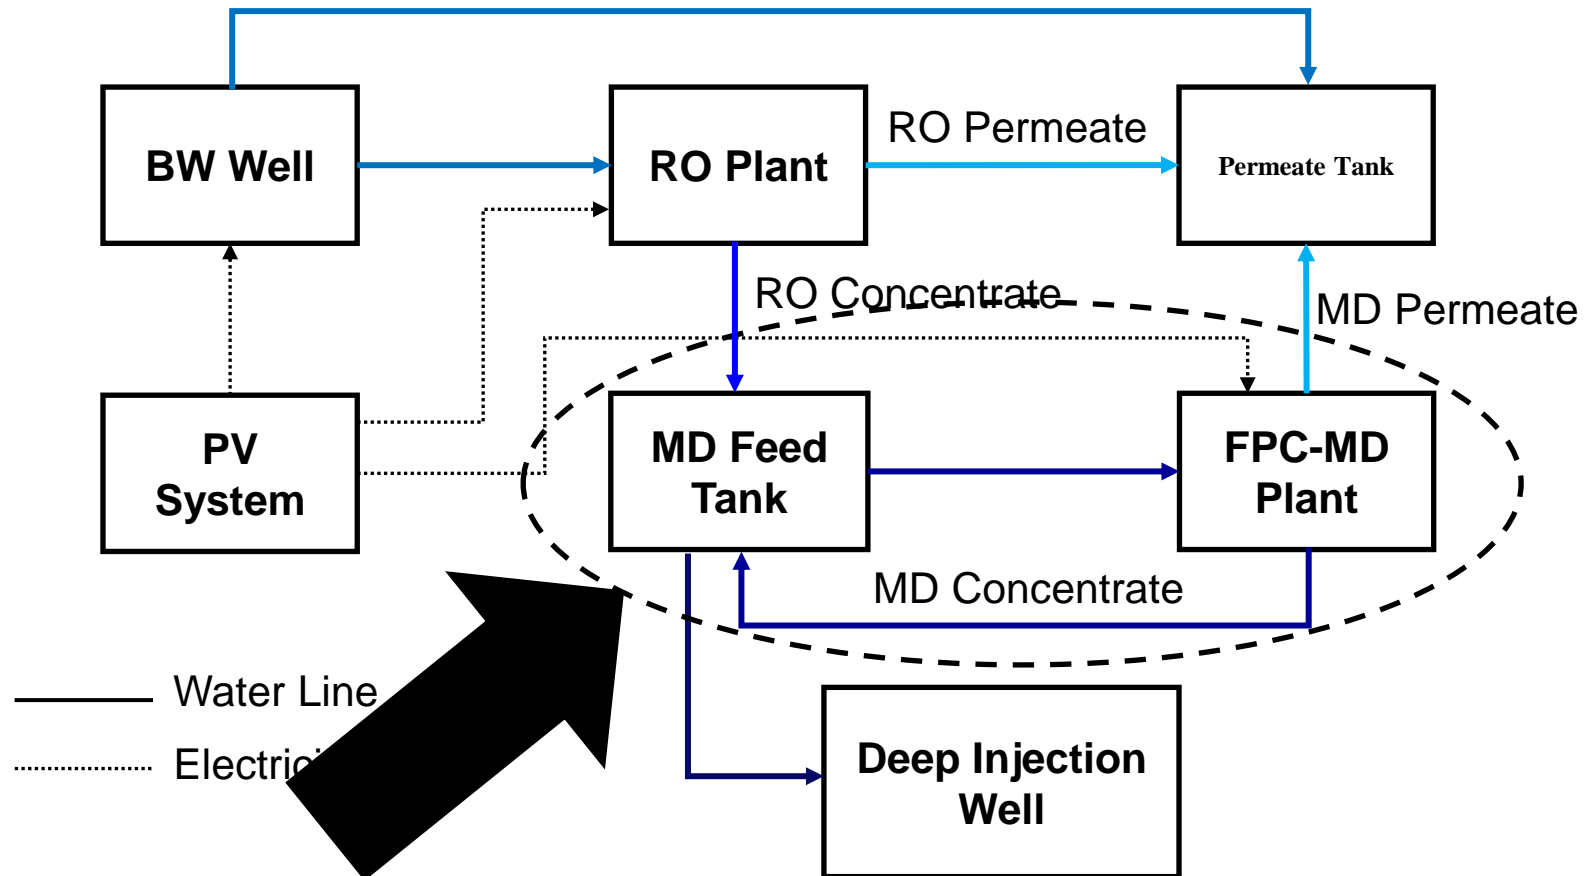 RO Permeate
BW Well
RO Plant
Permeate Tank
RO Concentrate
MD Permeate
PV
System
MD Feed
Tank
FPC-MD
Plant
MD Concentrate
Water Line
Deep Injection
Well